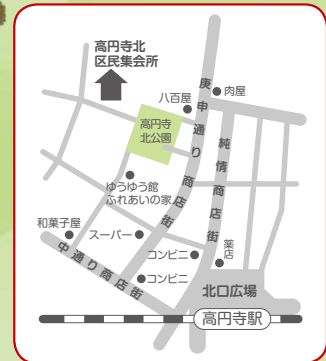 高円寺北
区民集会所
肉屋
八百屋
庚申通り商店街
高円寺
北公園
純情商店街
ゆうゆう館
ふれあいの家
和菓子屋
スーパー
コンビニ
薬店
中通り商店街
コンビニ
北口広場
高円寺駅